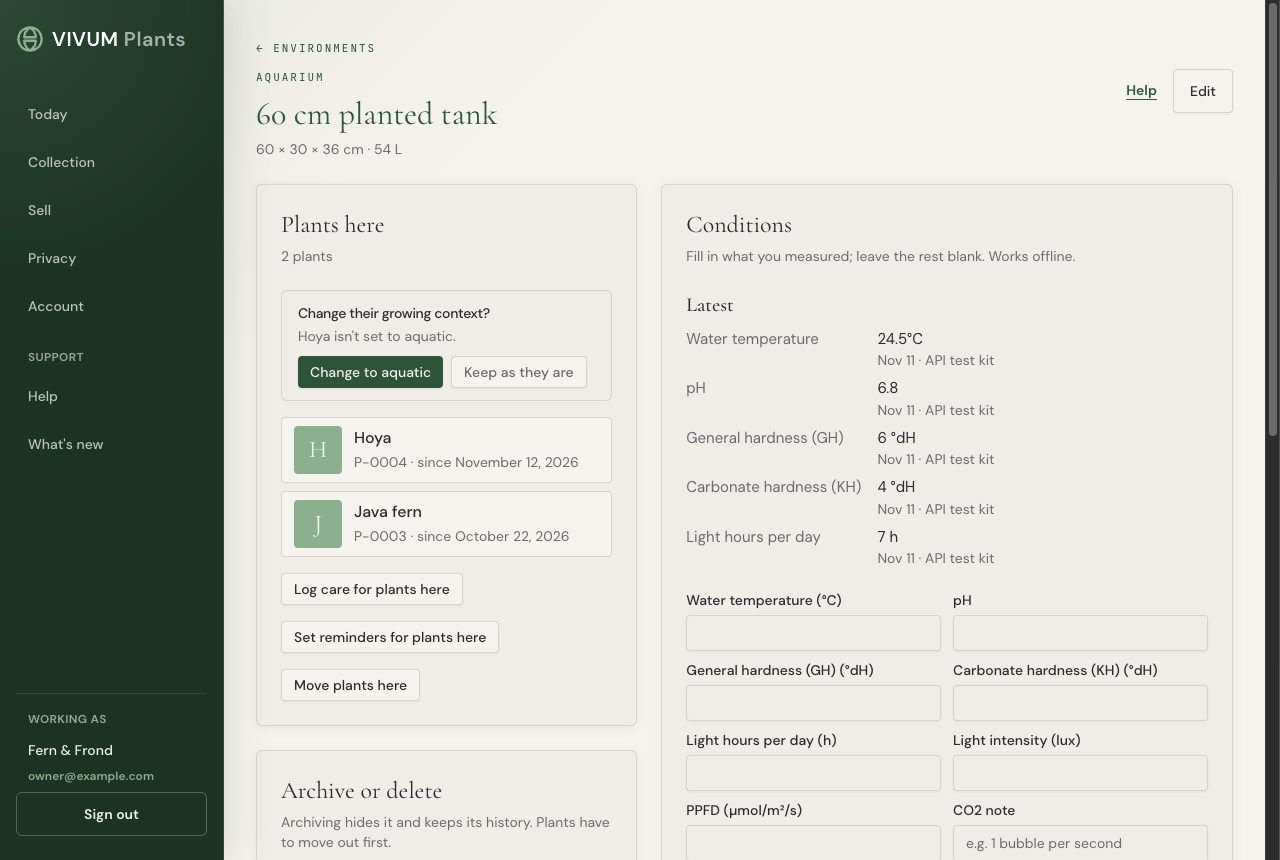 VIVUM Plants
Today
Collection
Sell
Privacy
Account
SUPPORT
Help
What's new
WORKING AS
Fern & Frond
owner@example.com
Sign out
← ENVIRONMENTS
AQUARIUM
60 cm planted tank
60 × 30 × 36 cm · 54 L
Help
Edit
Plants here
2 plants
Change their growing context?
Hoya isn't set to aquatic.
Change to aquatic
Keep as they are
H
Hoya
P-0004 · since November 12, 2026
J
Java fern
P-0003 · since October 22, 2026
Log care for plants here
Set reminders for plants here
Move plants here
Archive or delete
Archiving hides it and keeps its history. Plants have
to move out first.
Conditions
Fill in what you measured; leave the rest blank. Works offline.
Latest
Water temperature 24.5°C
Nov 11 · API test kit
pH 6.8
Nov 11 · API test kit
General hardness (GH) 6 °dH
Nov 11 · API test kit
Carbonate hardness (KH) 4 °dH
Nov 11 · API test kit
Light hours per day 7 h
Nov 11 · API test kit
Water temperature (°C) pH
General hardness (GH) (°dH) Carbonate hardness (KH) (°dH)
Light hours per day (h) Light intensity (lux)
PPFD (µmol/m²/s) CO2 note
e.g. 1 bubble per second